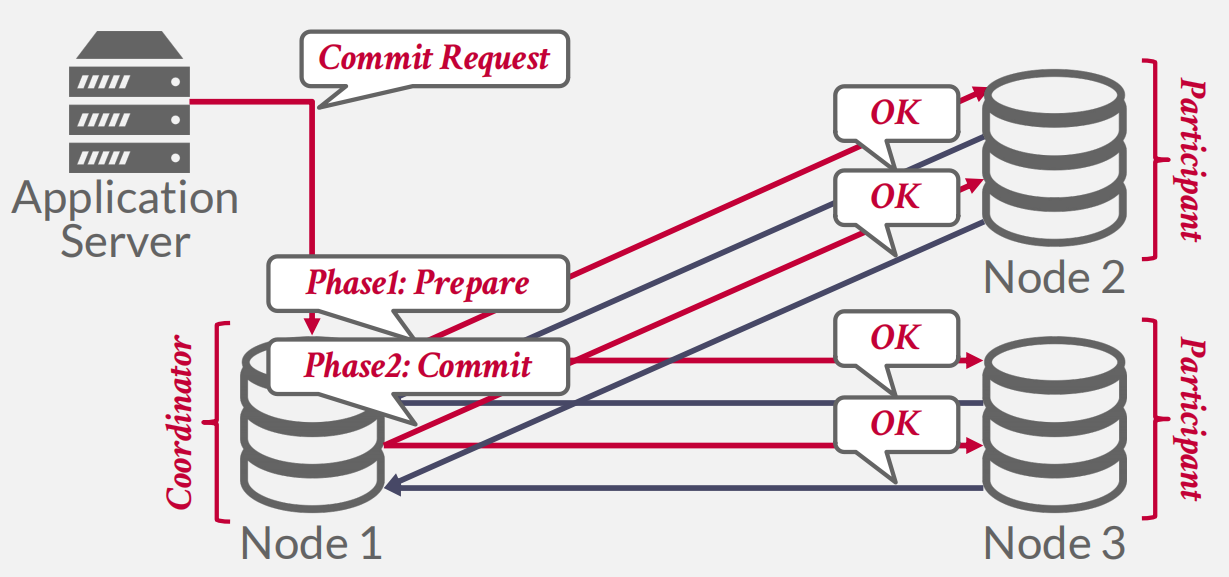 Commit Request
OK
Participant
Application
Server
OK
Node 2
Phase1: Prepare
OK
Coordinator
Phase2: Commit
Participant
OK
Node 1
Node 3